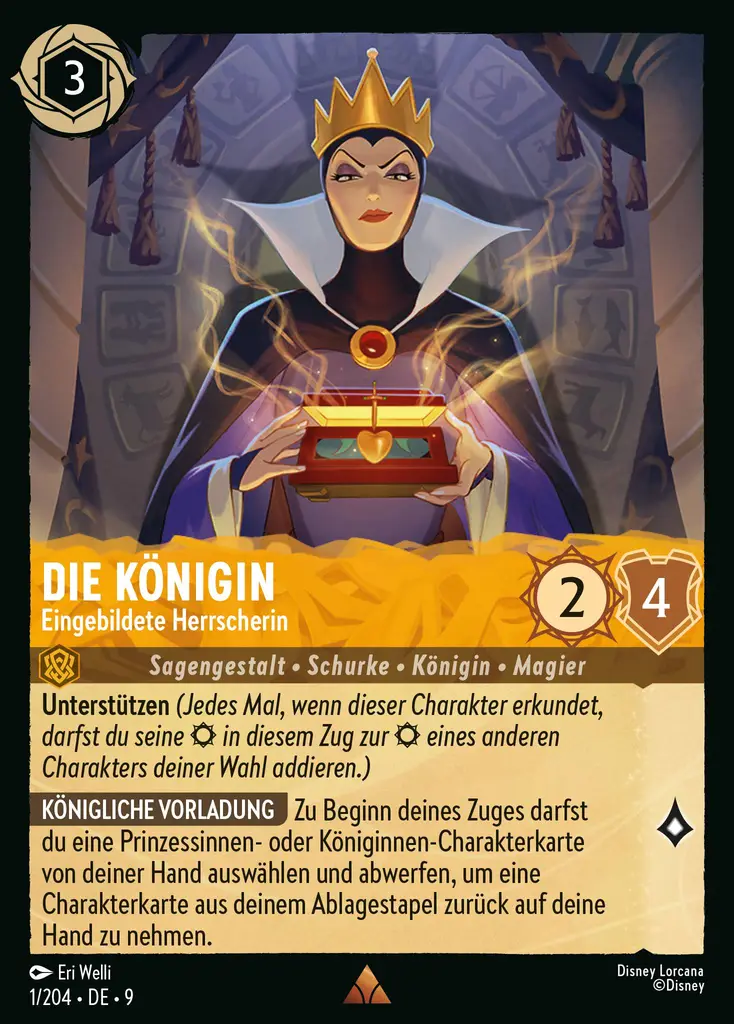 3
DIE KÖNIGIN
Eingebildete Herrscherin
2
4
Sagengestalt • Schurke • Königin • Magier
Unterstützen (Jedes Mal, wenn dieser Charakter erkundet,
darfst du seine in diesem Zug zur eines anderen
Charakters deiner Wahl addieren.)
KÖNIGLICHE VORLADUNG Zu Beginn deines Zuges darfst
du eine Prinzessinnen- oder Königinnen-Charakterkarte
von deiner Hand auswählen und abwerfen, um eine
Charakterkarte aus deinem Ablagestapel zurück auf deine
Hand zu nehmen.
Eri Welli
1/204 • DE • 9
Disney Lorcana
©Disney